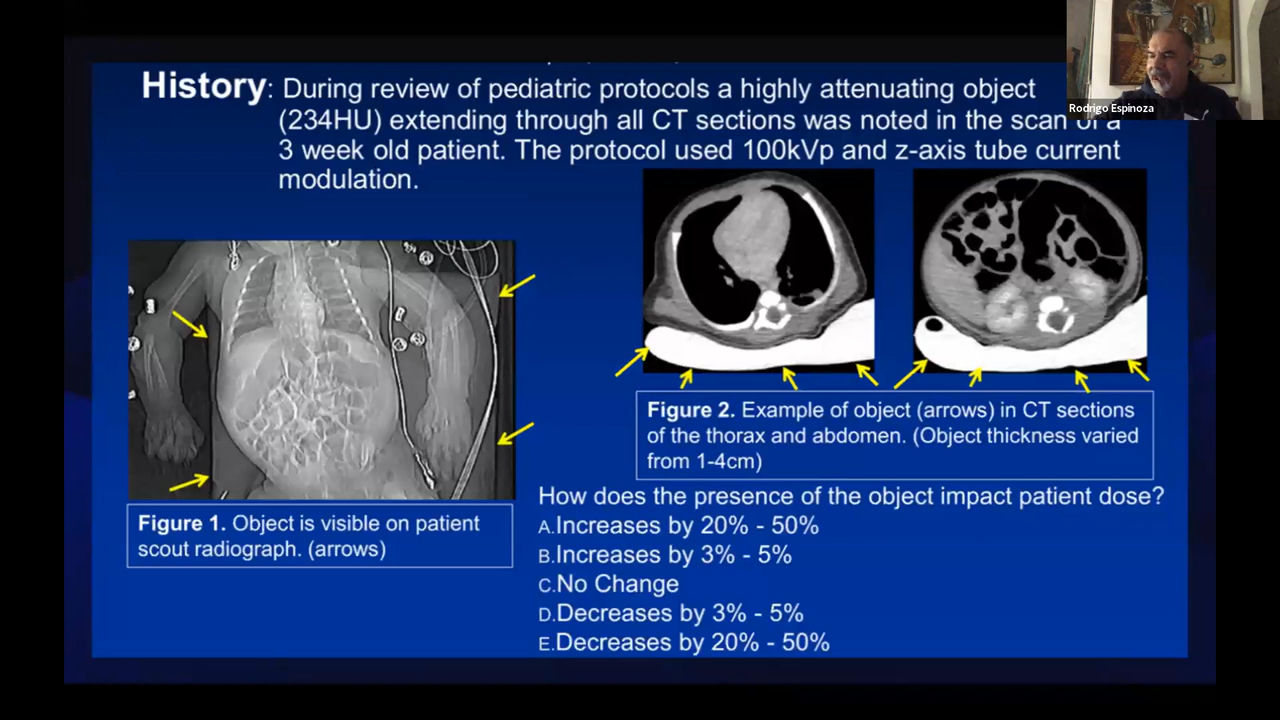 Rodrigo Espinoza
History: During review of pediatric protocols a highly attenuating object
(234HU) extending through all CT sections was noted in the scan of a
3 week old patient. The protocol used 100kVp and z-axis tube current
modulation.
Figure 1. Object is visible on patient
scout radiograph. (arrows)
Figure 2. Example of object (arrows) in CT sections
of the thorax and abdomen. (Object thickness varied
from 1-4cm)
How does the presence of the object impact patient dose?
A.Increases by 20% - 50%
B.Increases by 3% - 5%
C.No Change
D.Decreases by 3% - 5%
E.Decreases by 20% - 50%